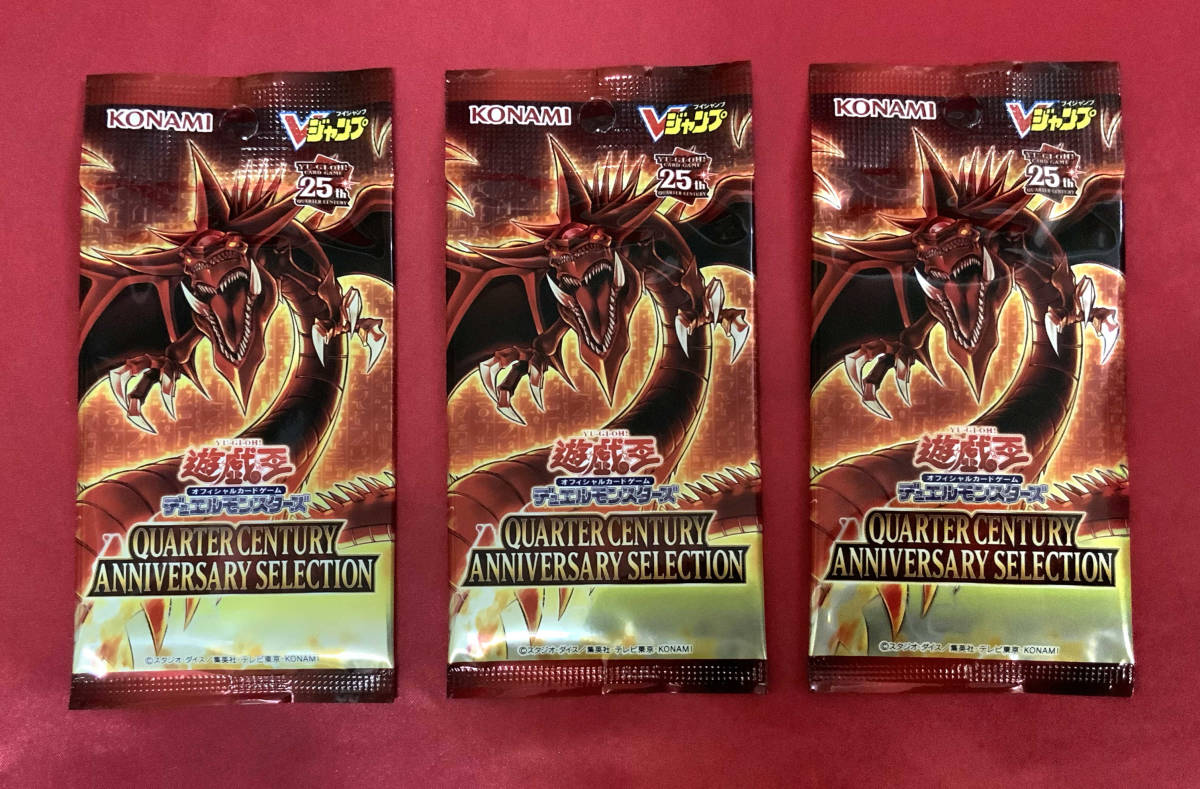 KONAMI
ブイジャンプ
Vジャンプ
YU-GI-OH!
CARD GAME
25th
QUARTER CENTURY
YU-GI-OH!
遊戯王
オフィシャルカードゲーム
デュエルモンスターズ
QUARTER CENTURY
ANNIVERSARY SELECTION
©スタジオ・ダイス/集英社・テレビ東京・KONAMI
KONAMI
ブイジャンプ
Vジャンプ
YU-GI-OH!
CARD GAME
25th
QUARTER CENTURY
YU-GI-OH!
遊戯王
オフィシャルカードゲーム
デュエルモンスターズ
QUARTER CENTURY
ANNIVERSARY SELECTION
©スタジオ・ダイス/集英社・テレビ東京・KONAMI
KONAMI
ブイジャンプ
Vジャンプ
YU-GI-OH!
CARD GAME
25th
QUARTER CENTURY
YU-GI-OH!
遊戯王
オフィシャルカードゲーム
デュエルモンスターズ
QUARTER CENTURY
ANNIVERSARY SELECTION
©スタジオ・ダイス/集英社・テレビ東京・KONAMI